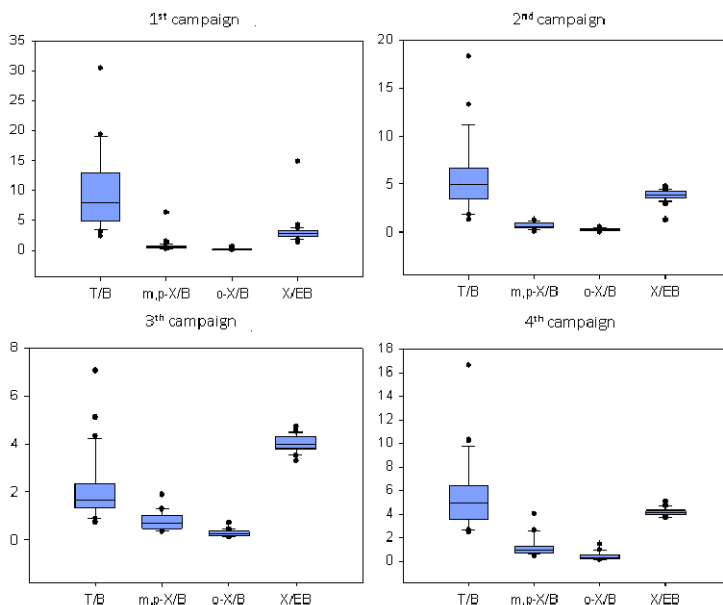 1st campaign
35
30
25
20
15
10
5
0
T/B
m,p-X/B
o-X/B
X/EB
2nd campaign
20
15
10
5
0
T/B
m,p-X/B
o-X/B
X/EB
3th campaign
8
6
4
2
0
T/B
m,p-X/B
o-X/B
X/EB
4th campaign
18
16
14
12
10
8
6
4
2
0
T/B
m,p-X/B
o-X/B
X/EB